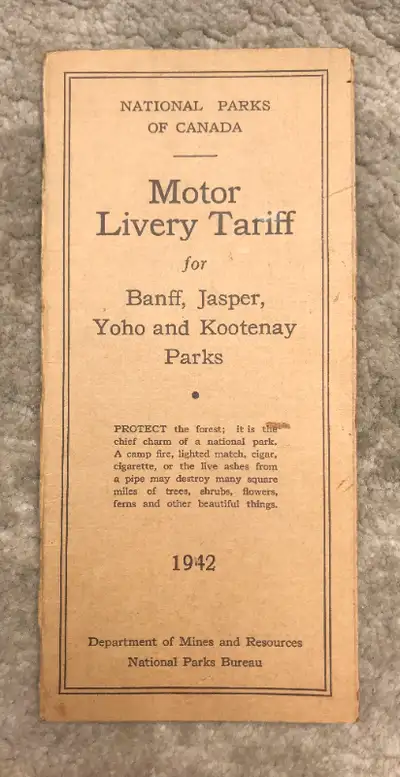 NATIONAL PARKS
OF CANADA
Motor
Livery Tariff
for
Banff, Jasper,
Yoho and Kootenay
Parks
PROTECT the forest; it is the
chief charm of a national park.
A camp fire, lighted match, cigar,
cigarette, or the live ashes from
a pipe may destroy many square
miles of trees, shrubs, flowers,
ferns and other beautiful things.
1942
Department of Mines and Resources
National Parks Bureau